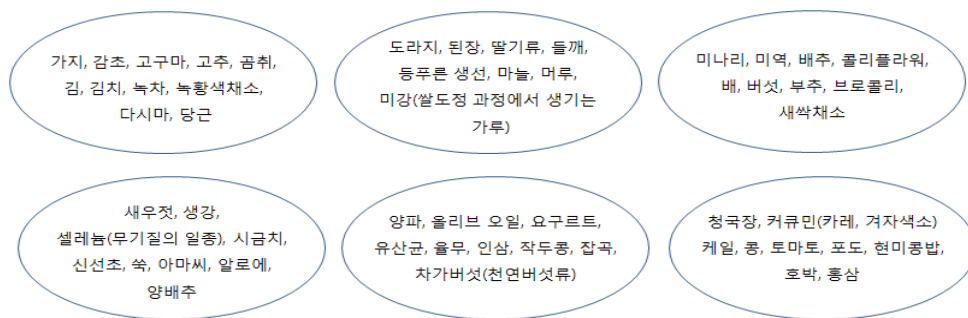 가지, 감초, 고구마, 고추, 곰취,
김, 김치, 녹차, 녹황색채소,
다시마, 당근
도라지, 된장, 딸기류, 들깨,
등푸른 생선, 마늘, 머루,
미강(쌀도정 과정에서 생기는
가루)
미나리, 미역, 배추, 콜리플라워,
배, 버섯, 부추, 브로콜리,
새싹채소
새우젓, 생강,
셀레늄(무기질의 일종), 시금치,
신선초, 쑥, 아마씨, 알로에,
양배추
양파, 올리브 오일, 요구르트,
유산균, 율무, 인삼, 작두콩, 잡곡,
차가버섯(천연버섯류)
청국장, 커큐민(카레, 겨자색소)
케일, 콩, 토마토, 포도, 현미콩밥,
호박, 홍삼